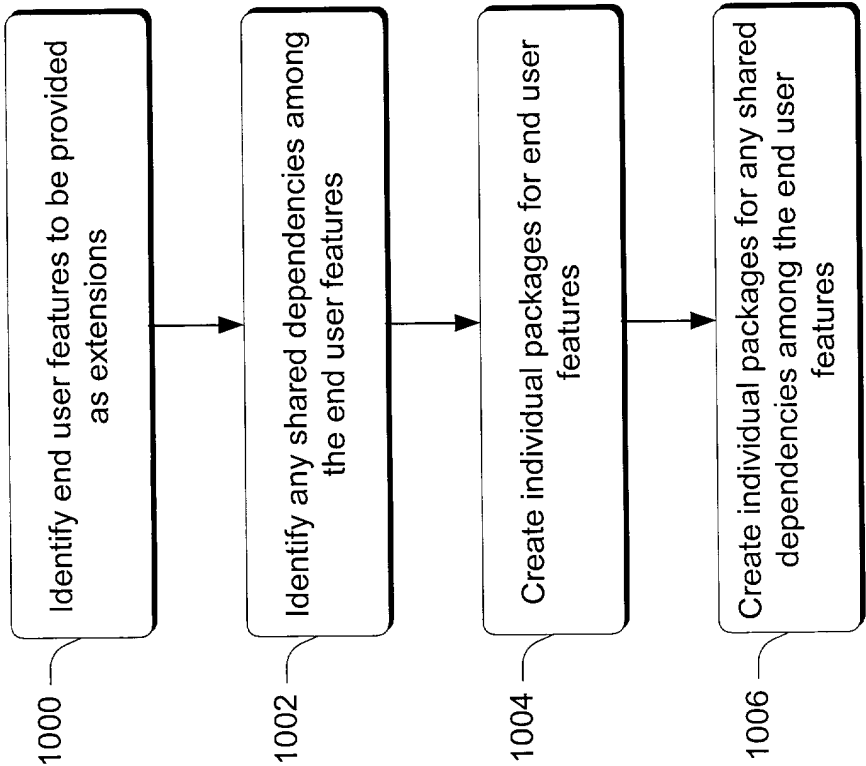 1000
Identify end user features to be provided
as extensions
1002
Identify any shared dependencies among
the end user features
1004
Create individual packages for end user
features
1006
Create individual packages for any shared
dependencies among the end user
features